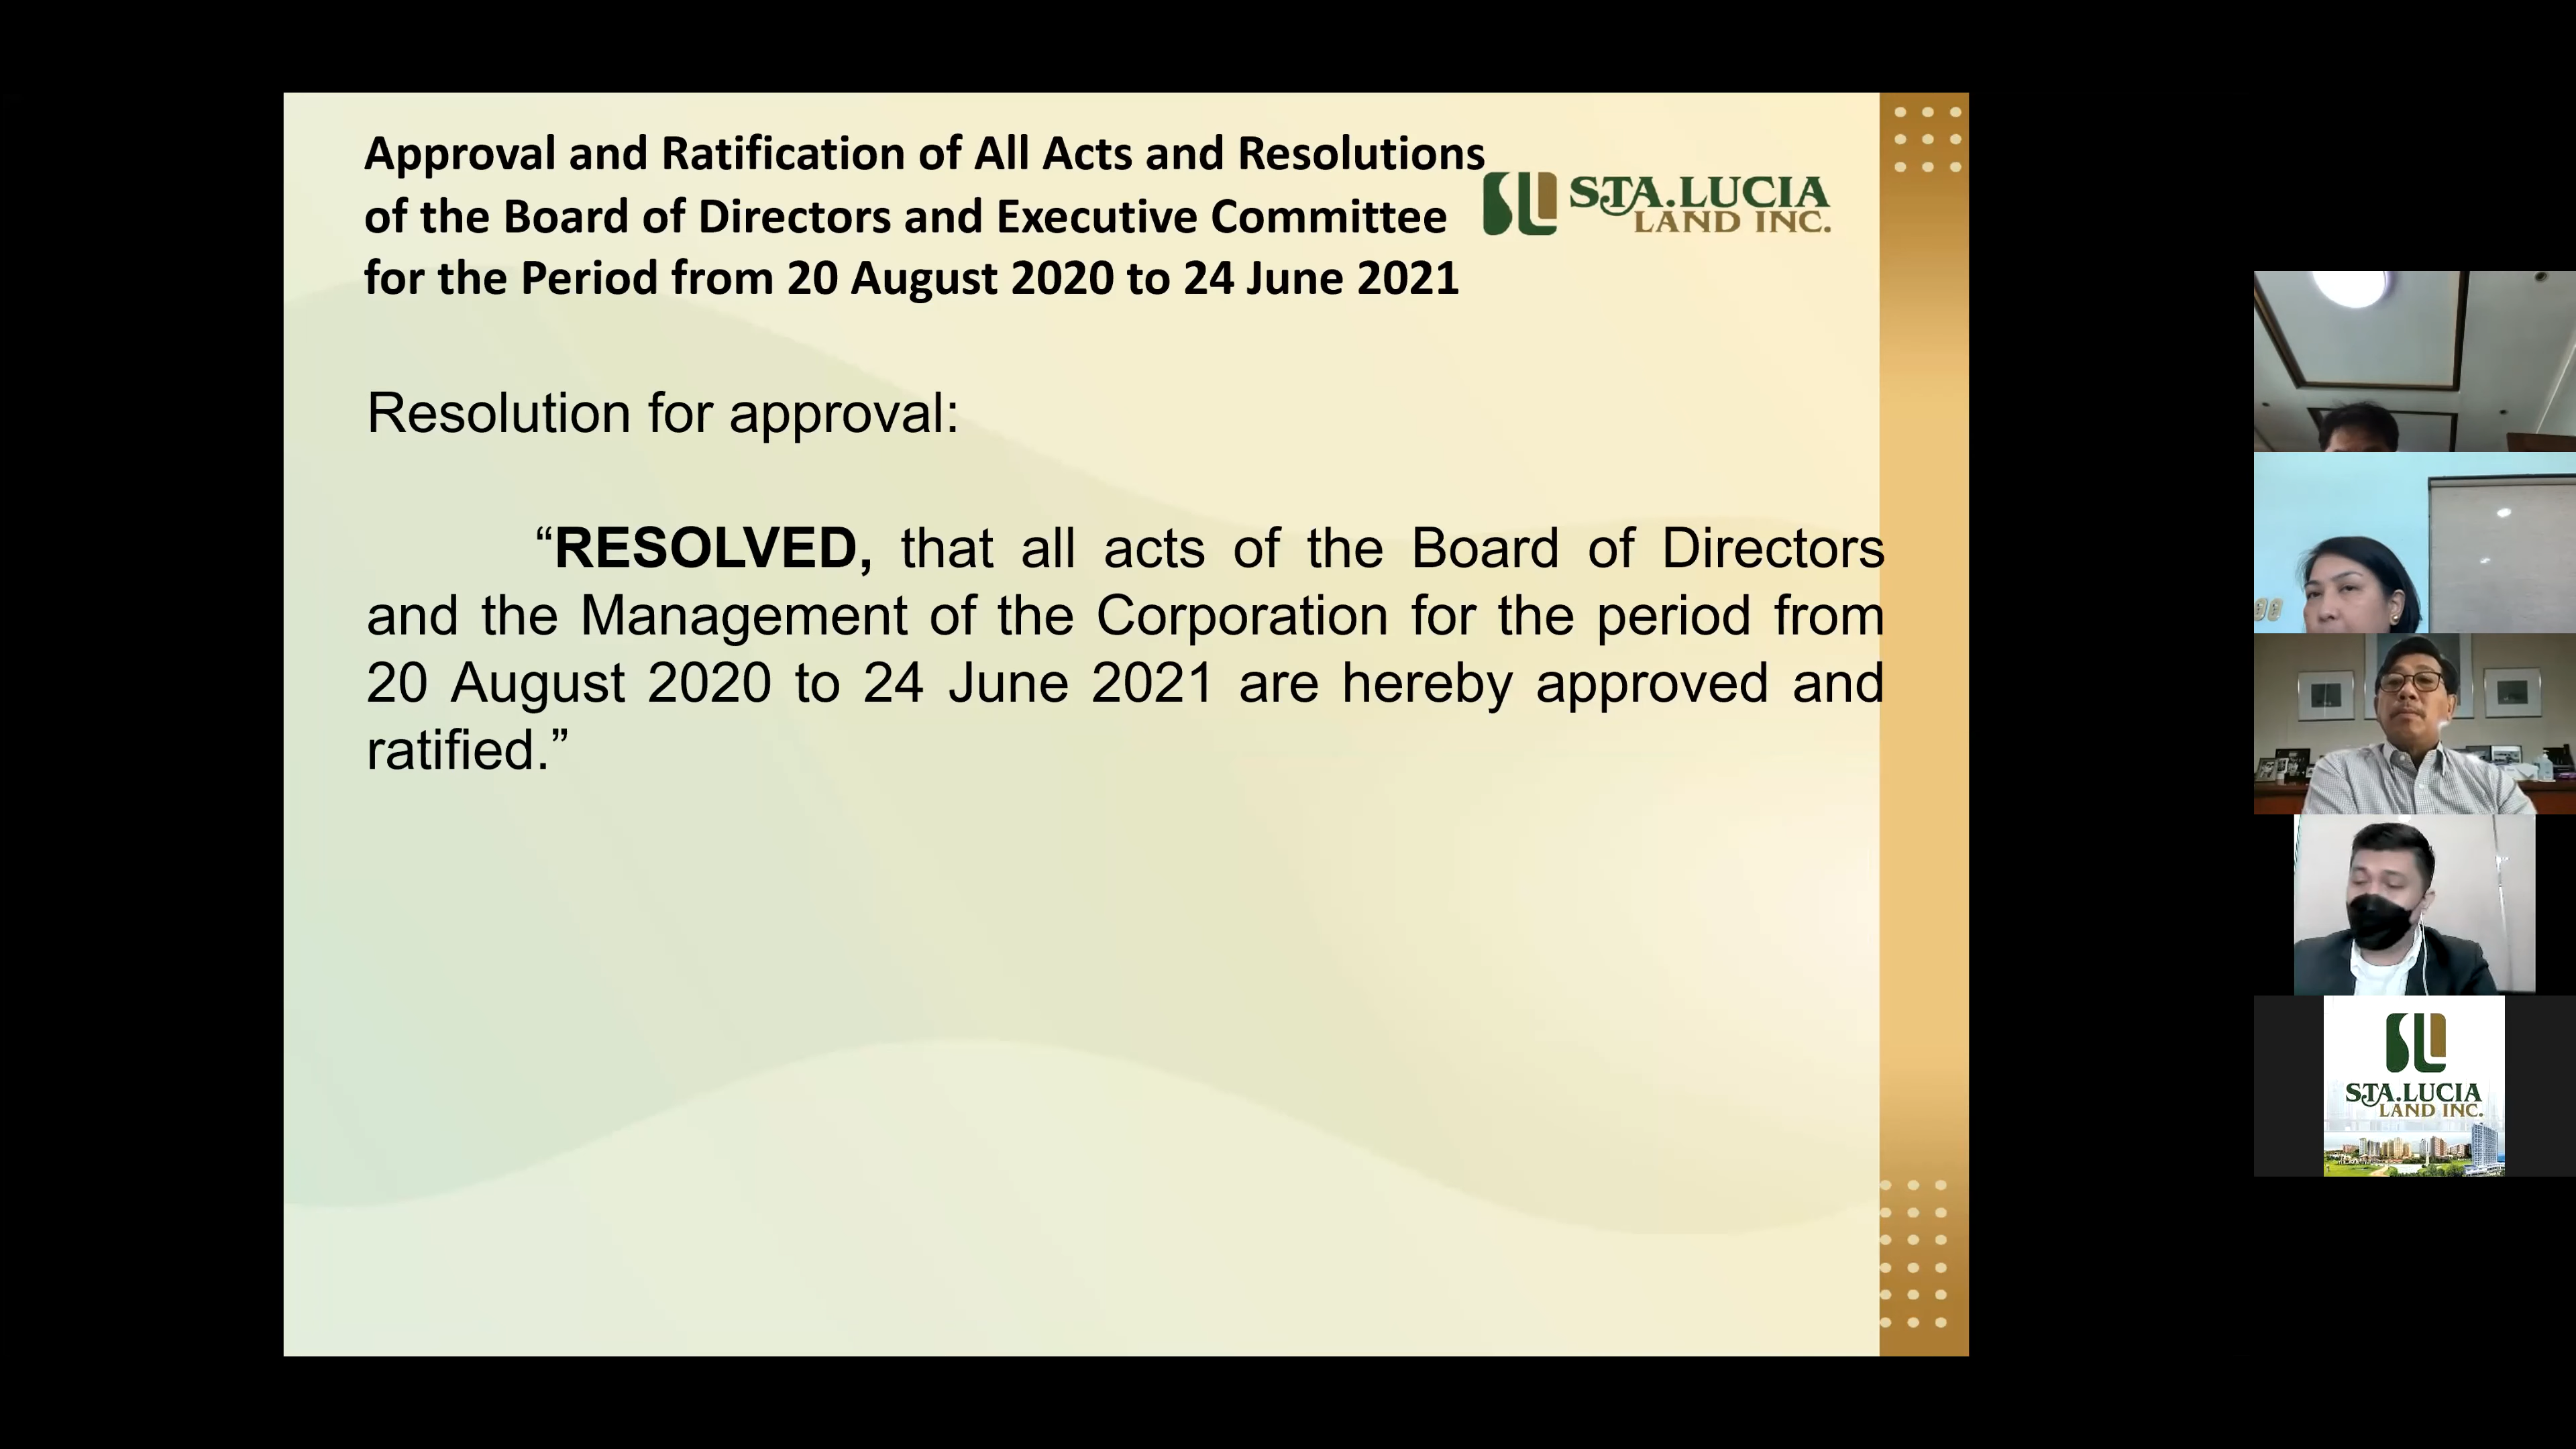 Approval and Ratification of All Acts and Resolutions
of the Board of Directors and Executive Committee
for the Period from 20 August 2020 to 24 June 2021
STA.LUCIA
LAND INC.
Resolution for approval:
“RESOLVED, that all acts of the Board of Directors
and the Management of the Corporation for the period from
20 August 2020 to 24 June 2021 are hereby approved and
ratified.”
STA.LUCIA
LAND INC.